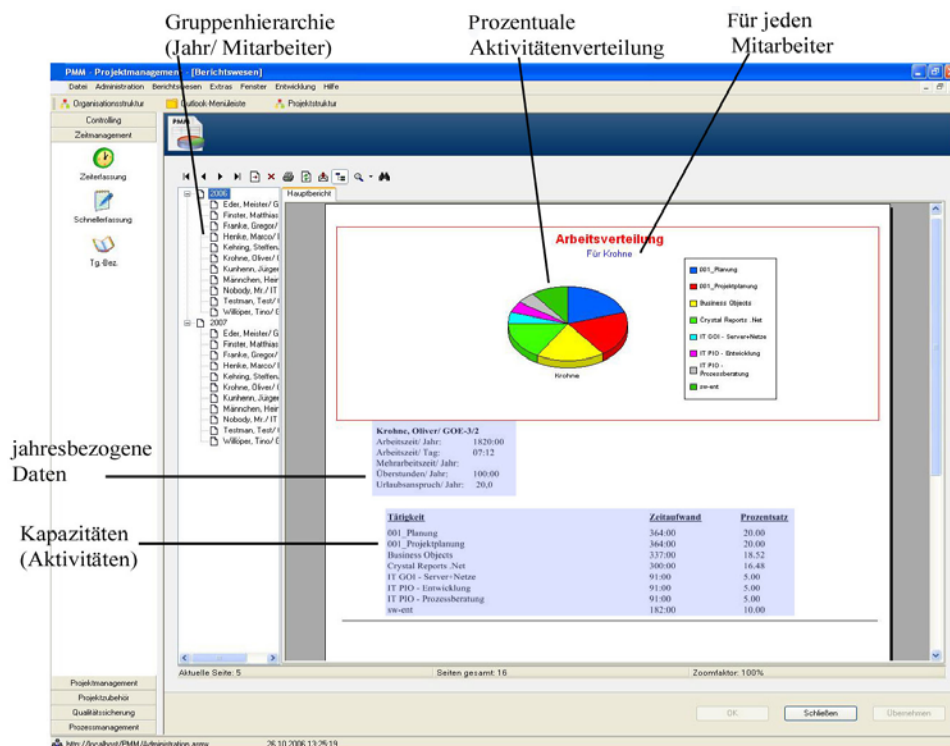 Gruppenhierarchie
(Jahr/ Mitarbeiter)
Prozentuale
Aktivitätenverteilung
Für jeden
Mitarbeiter
PMM - Projektmanagement - [Berichtswesen]
Datei Administration Berichtswesen Extras Fenster Entwicklung Hilfe
Organisationsstruktur Outlook-Menüleiste Projektstruktur
Controlling
Zeitmanagement
PMM
Zeiterfassung
Schnellerfassung
Tg.-Bez.
2006
Eder, Meister/ G
Finster, Matthias
Franke, Gregor/
Henke, Marco/
Kehring, Steffen
Krohne, Oliver/ G
Kunhenn, Jürge
Männchen, Heir
Nobody, Mr./ IT
Testman, Test/
Willöper, Tino/ G
2007
Eder, Meister/ G
Finster, Matthias
Franke, Gregor/
Henke, Marco/
Kehring, Steffen
Krohne, Oliver/ G
Kunhenn, Jürge
Männchen, Heir
Nobody, Mr./ IT
Testman, Test/
Willöper, Tino/ G
Hauptbericht
Arbeitsverteilung
Für Krohne
001_Planung
001_Projektplanung
Business Objects
Crystal Reports .Net
IT GOI - Server+Netze
IT PIO - Entwicklung
IT PIO -
Prozessberatung
sw-ent
Krohne
jahresbezogene
Daten
Krohne, Oliver/ GOE-3/2
Arbeitszeit/ Jahr: 1820:00
Arbeitszeit/ Tag: 07:12
Mehrarbeitszeit/ Jahr:
Überstunden/ Jahr: 100:00
Urlaubsanspruch/ Jahr: 20,0
Kapazitäten
(Aktivitäten)
Tätigkeit Zeitaufwand Prozentsatz
001_Planung 364:00 20.00
001_Projektplanung 364:00 20.00
Business Objects 337:00 18.52
Crystal Reports .Net 300:00 16.48
IT GOI - Server+Netze 91:00 5.00
IT PIO - Entwicklung 91:00 5.00
IT PIO - Prozessberatung 91:00 5.00
sw-ent 182:00 10.00
Aktuelle Seite: 5 Seiten gesamt: 16 Zoomfaktor: 100%
Projektmanagement
Projektzubehör
Qualitätssicherung
Prozessmanagement
OK Schließen Übernehmen
http://localhost/PMM/Administration.asmx 26.10.2006 13:25:19